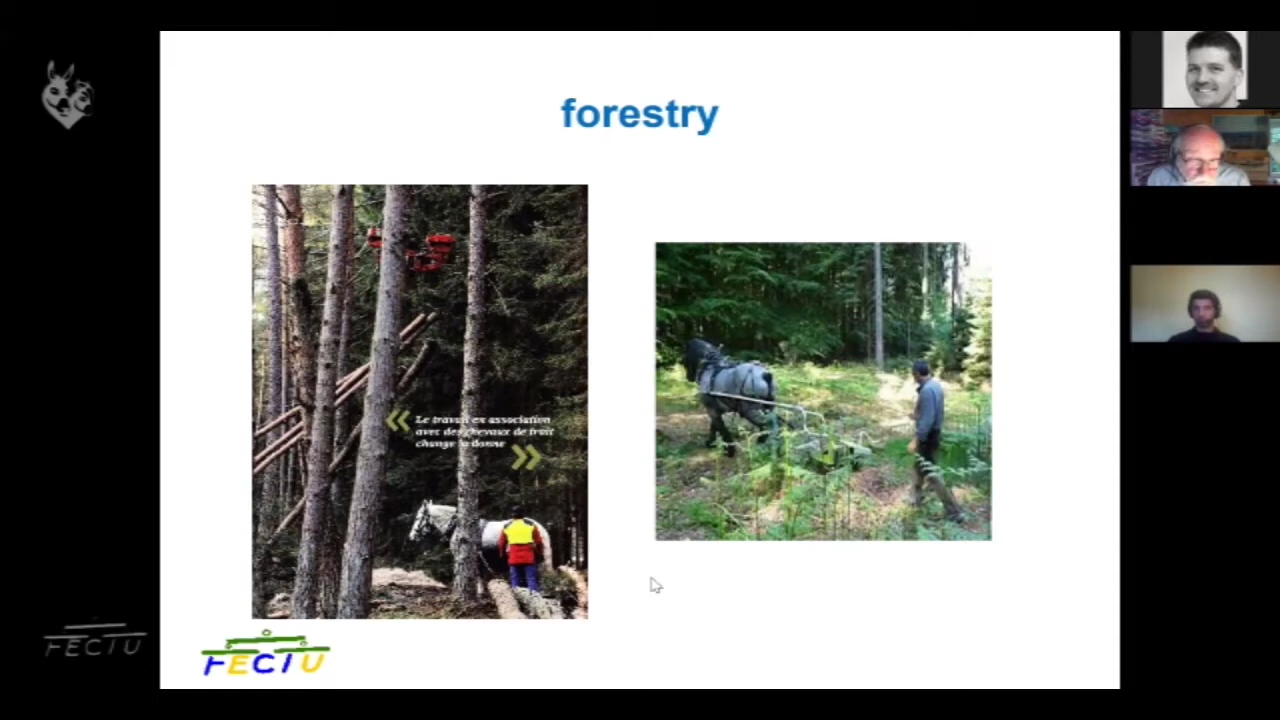 forestry
« Le travail en association
avec des chevaux de trait
change la donne »
FECTU
FECTU